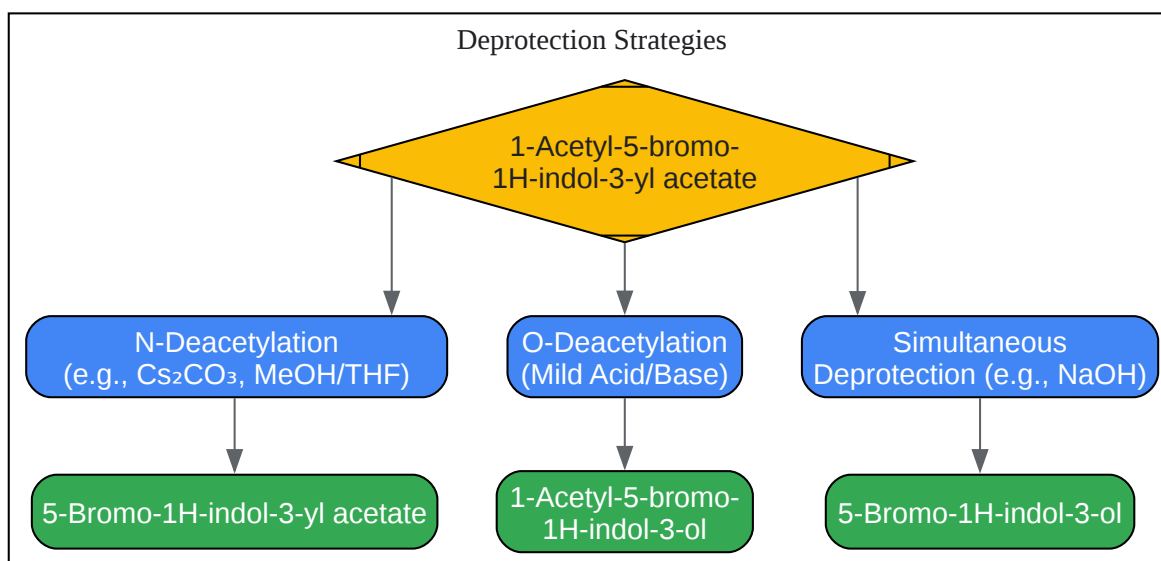 Deprotection Strategies
1-Acetyl-5-bromo-
1H-indol-3-yl acetate
N-Deacetylation
(e.g., Cs₂CO₃, MeOH/THF)
O-Deacetylation
(Mild Acid/Base)
Simultaneous
Deprotection (e.g., NaOH)
5-Bromo-1H-indol-3-yl acetate
1-Acetyl-5-bromo-
1H-indol-3-ol
5-Bromo-1H-indol-3-ol